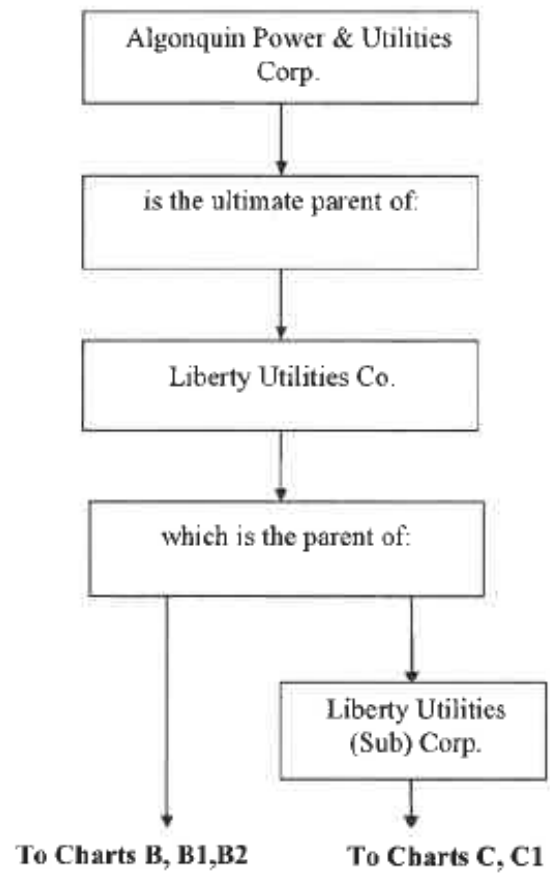 Algonquin Power & Utilities
Corp.
is the ultimate parent of:
Liberty Utilities Co.
which is the parent of:
Liberty Utilities
(Sub) Corp.
To Charts B, B1,B2
To Charts C, C1